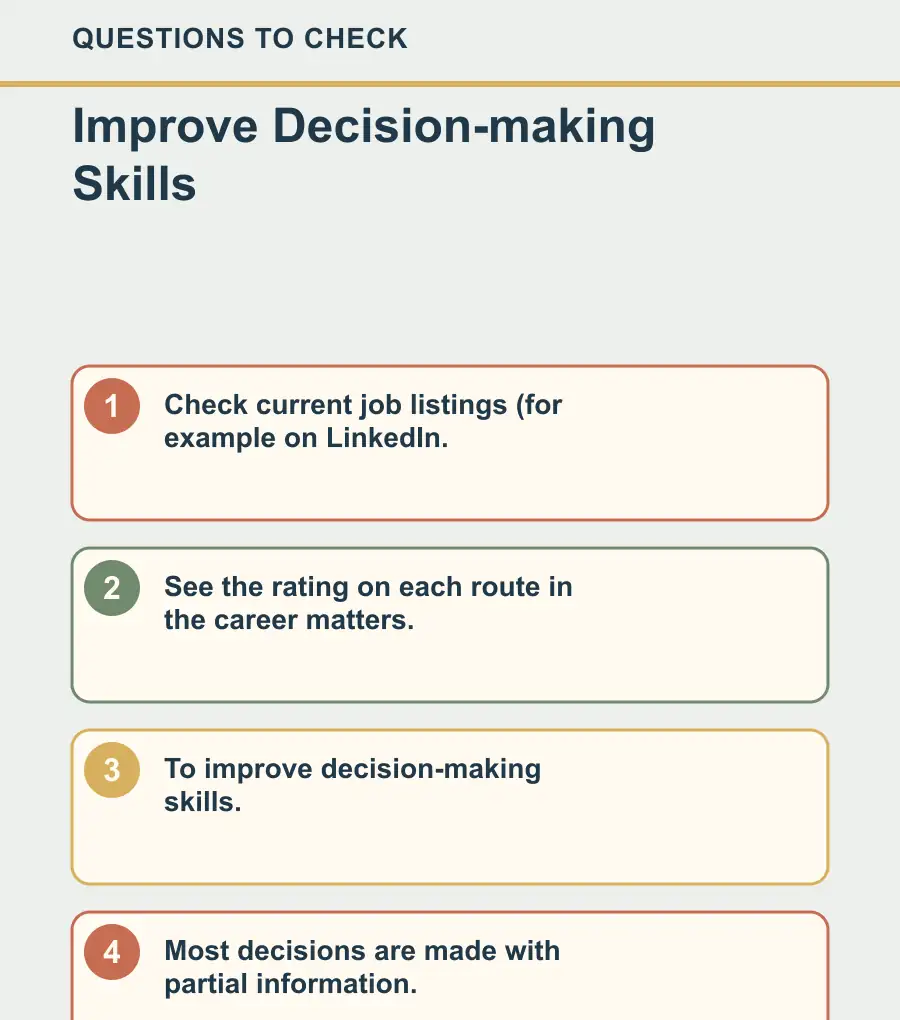 QUESTIONS TO CHECK
Improve Decision-making
Skills
1
Check current job listings (for
example on LinkedIn.
2
See the rating on each route in
the career matters.
3
To improve decision-making
skills.
4
Most decisions are made with
partial information.